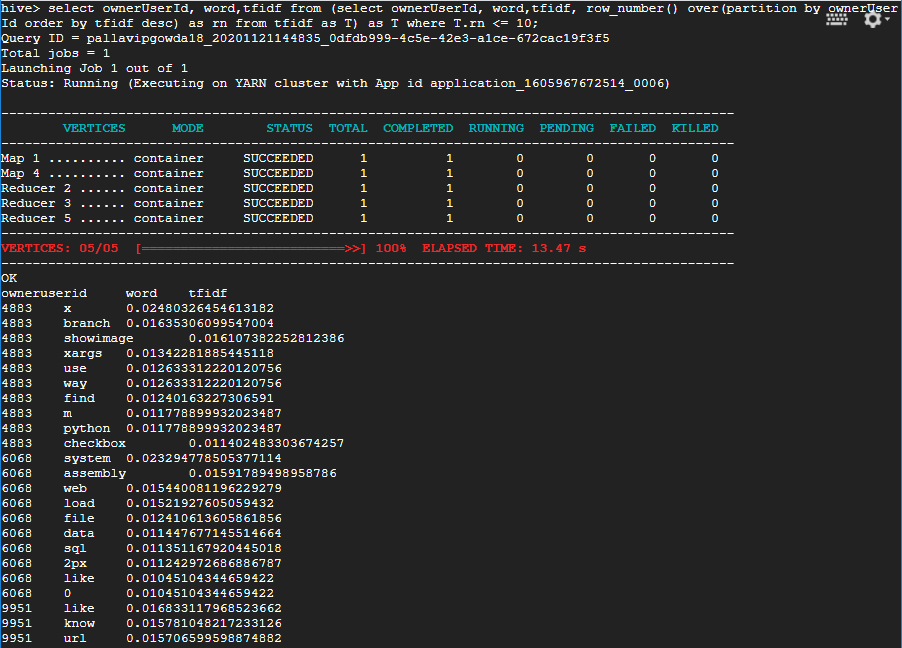 hive> select ownerUserId, word,tfidf from (select ownerUserId, word,tfidf, row_number() over(partition by ownerUser
Id order by tfidf desc) as rn from tfidf as T) as T where T.rn <= 10;
Query ID = pallavipgowda18_20201121144835_0dfdb999-4c5e-42e3-a1ce-672cac19f3f5
Total jobs = 1
Launching Job 1 out of 1
Status: Running (Executing on YARN cluster with App id application_1605967672514_0006)
----------------------------------------------------------------------------------------------
VERTICES MODE STATUS TOTAL COMPLETED RUNNING PENDING FAILED KILLED
----------------------------------------------------------------------------------------------
Map 1 .......... container SUCCEEDED 1 1 0 0 0 0
Map 4 .......... container SUCCEEDED 1 1 0 0 0 0
Reducer 2 ...... container SUCCEEDED 1 1 0 0 0 0
Reducer 3 ...... container SUCCEEDED 1 1 0 0 0 0
Reducer 5 ...... container SUCCEEDED 1 1 0 0 0 0
----------------------------------------------------------------------------------------------
VERTICES: 05/05 [==========================>>] 100% ELAPSED TIME: 13.47 s
----------------------------------------------------------------------------------------------
OK
owneruserid word tfidf
4883 x 0.02480326454613182
4883 branch 0.01635306099547004
4883 showimage 0.016107382252812386
4883 xargs 0.01342281885445118
4883 use 0.012633312220120756
4883 way 0.012633312220120756
4883 find 0.01240163227306591
4883 m 0.011778899932023487
4883 python 0.011778899932023487
4883 checkbox 0.011402483303674257
6068 system 0.023294778505377114
6068 assembly 0.01591789498958786
6068 web 0.015440081196229279
6068 load 0.01521927605059432
6068 file 0.012410613605861856
6068 data 0.011447677145514664
6068 sql 0.011351167920445018
6068 2px 0.011242972686886787
6068 like 0.01045104344659422
6068 0 0.01045104344659422
9951 like 0.016833117968523662
9951 know 0.015781048217233126
9951 url 0.015706599598874882